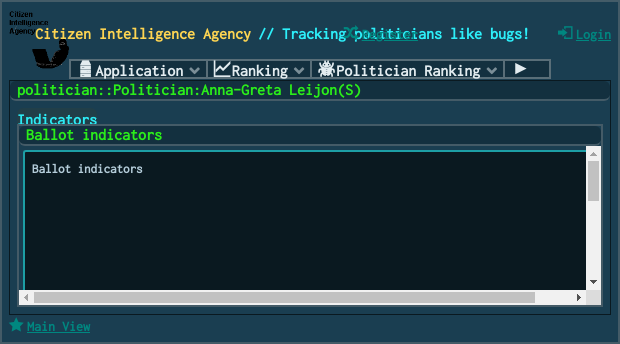 Citizen
Intelligence
Agency
Citizen Intelligence Agency // Tracking politicians like bugs!
Register
Login
Application
Ranking
Politician Ranking
politician::Politician:Anna-Greta Leijon(S)
Indicators
Ballot indicators
Ballot indicators
Main View